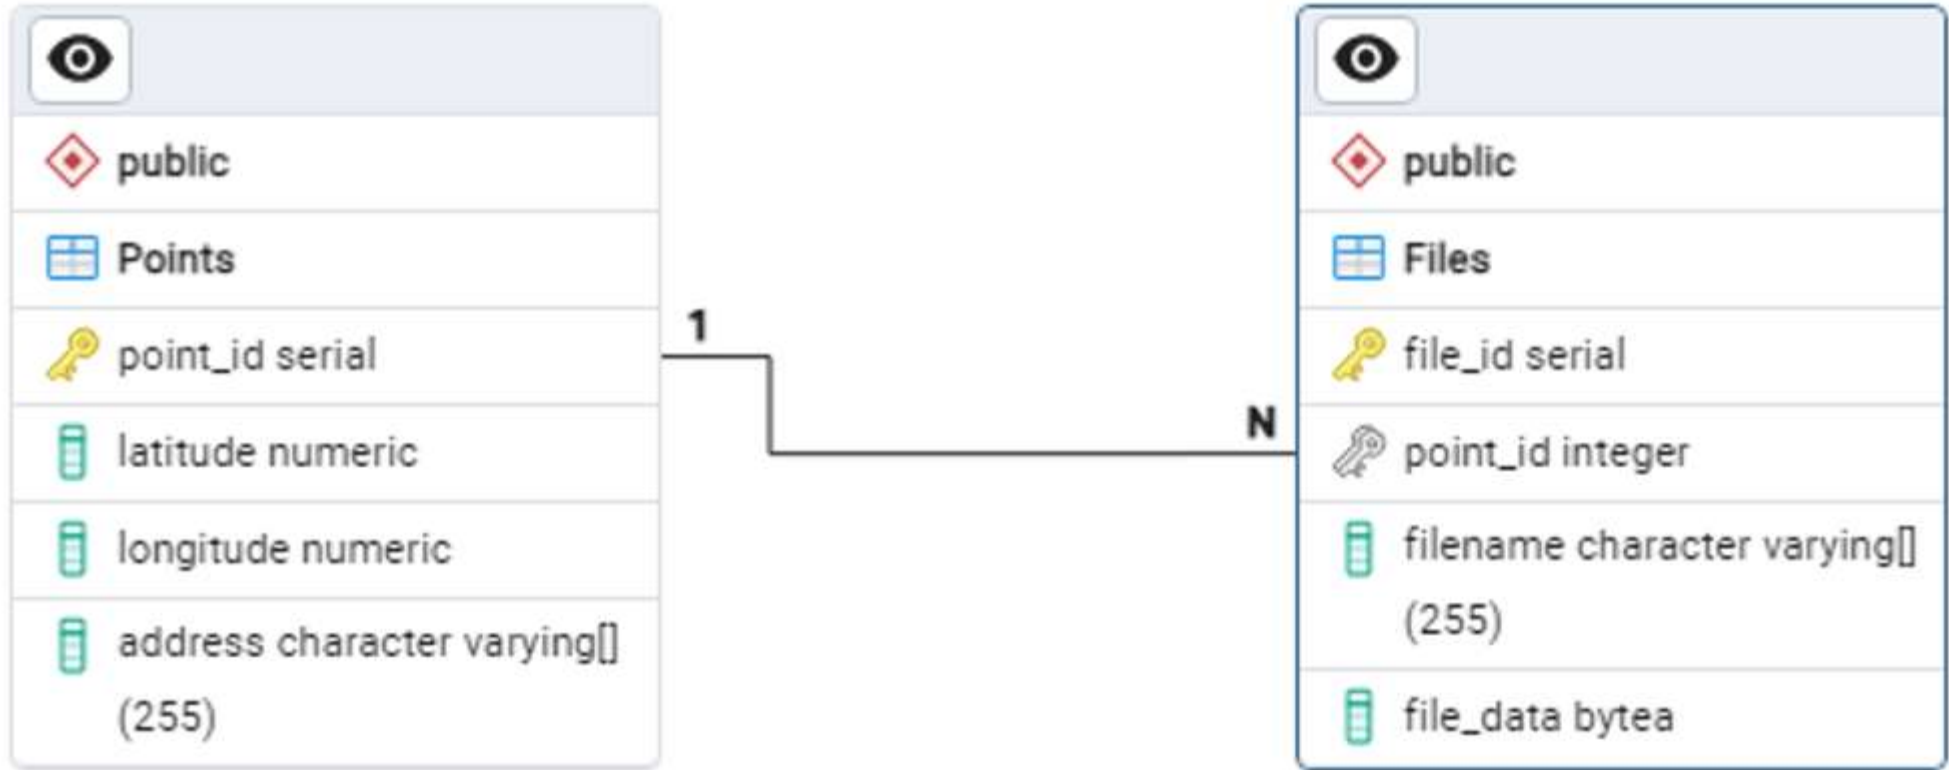 public
Points
point_id serial
latitude numeric
longitude numeric
address character varying[]
(255)
1
N
public
Files
file_id serial
point_id integer
filename character varying[]
(255)
file_data bytea